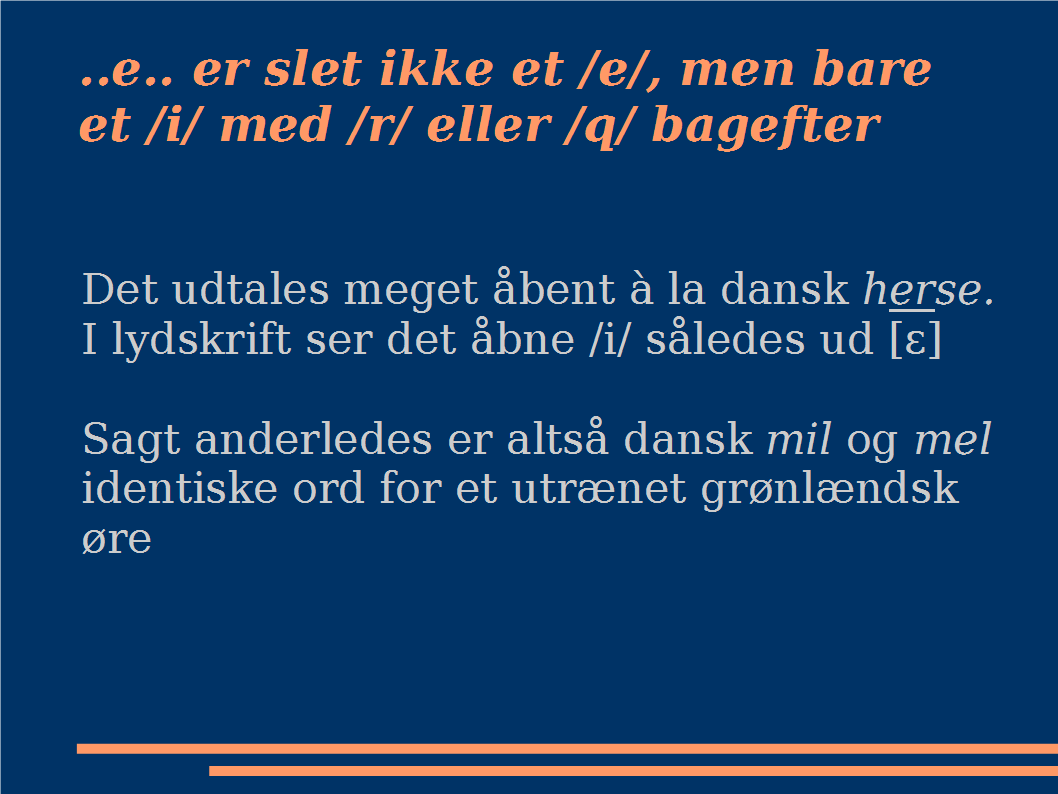 ..e.. er slet ikke et /e/, men bare
et /i/ med /r/ eller /q/ bagefter
Det udtales meget åbent à la dansk herse.
I lydskrift ser det åbne /i/ således ud [ɛ]
Sagt anderledes er altså dansk mil og mel
identiske ord for et utrænet grønlændsk
øre